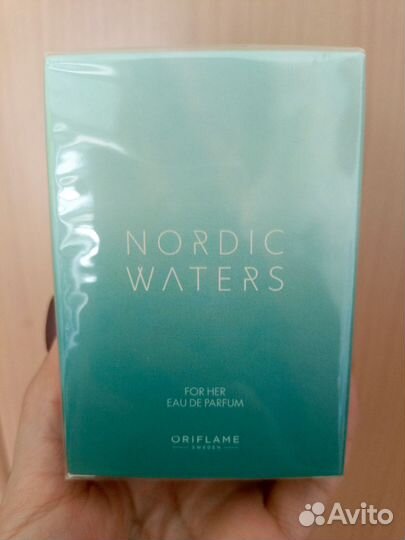 NORDIC
WATERS
FOR HER
EAU DE PARFUM
ORIFLAME
SWEDEN
Avito